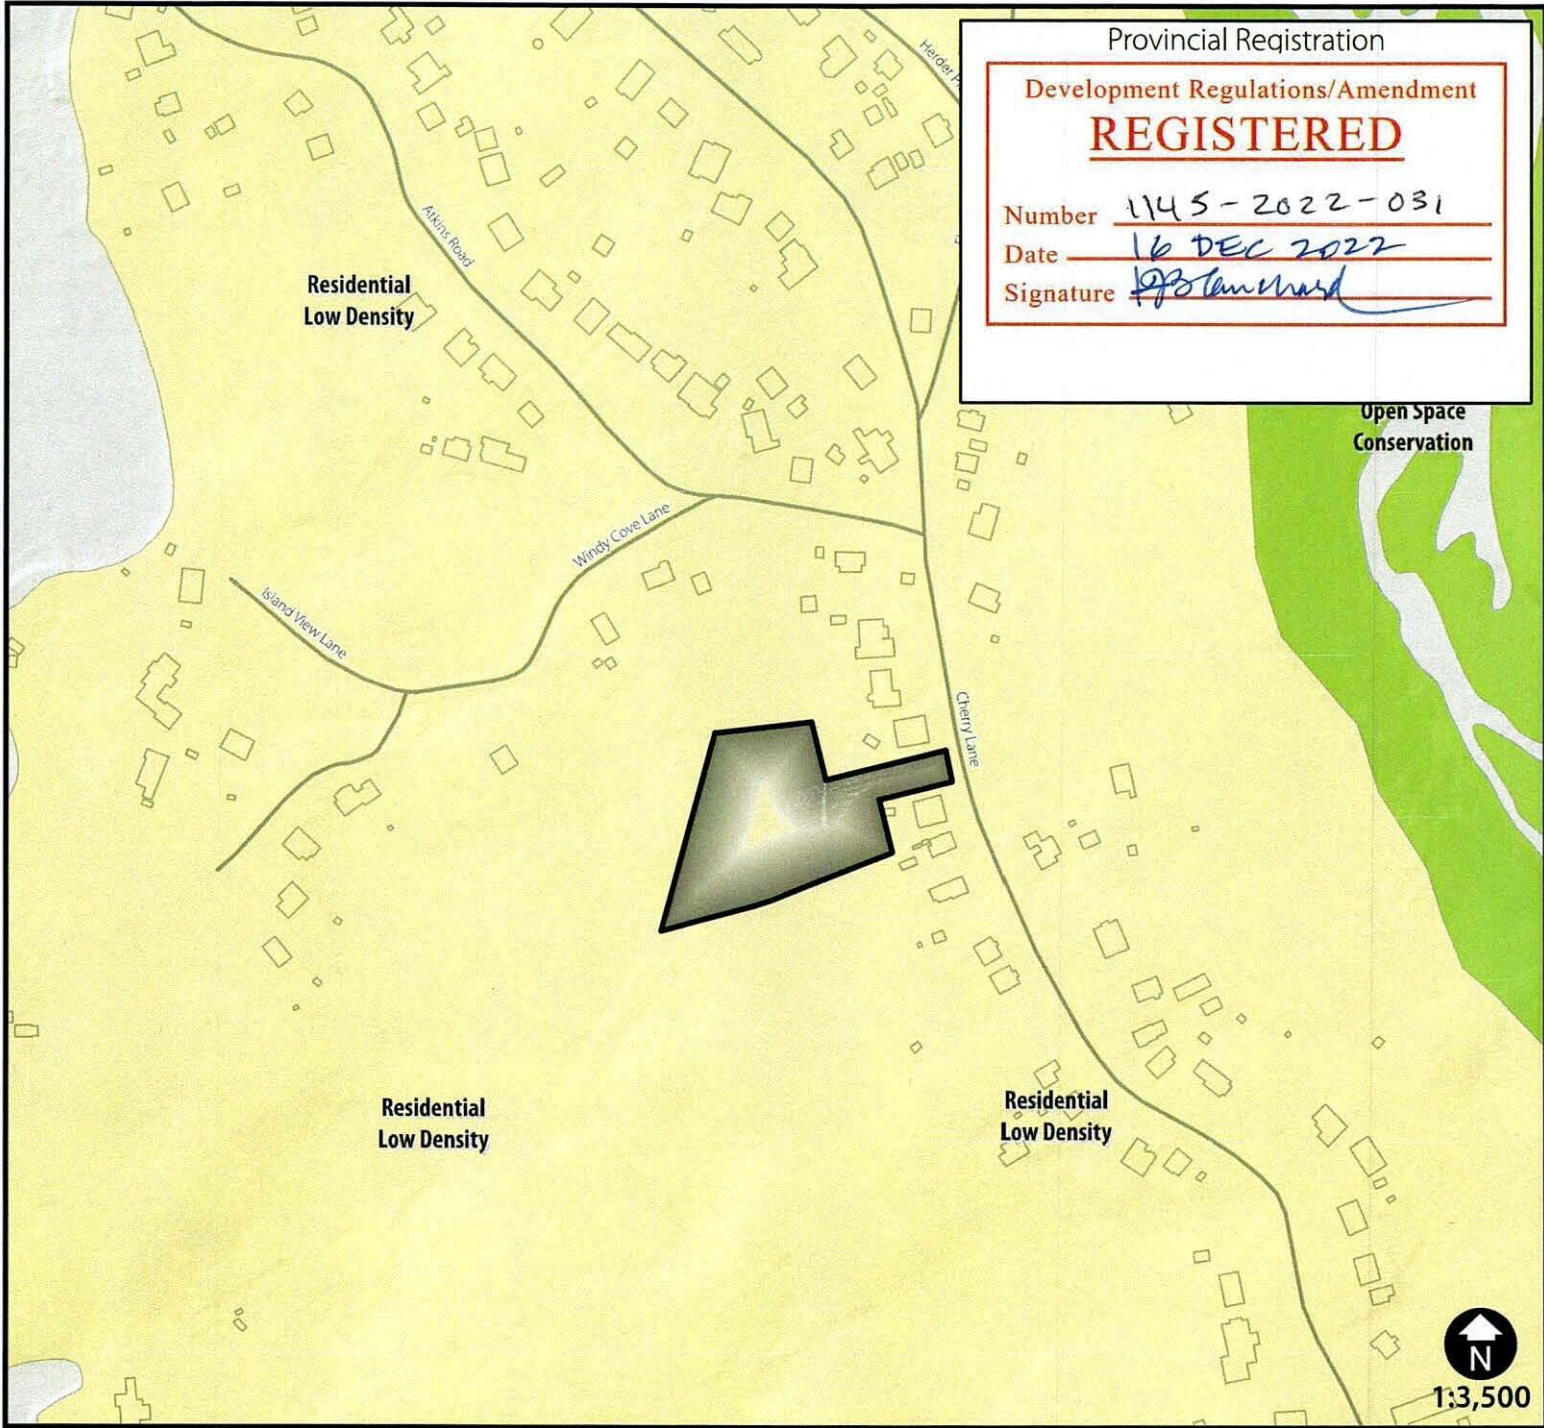 Provincial Registration
Development Regulations/Amendment
REGISTERED
Number 1145-2022-031
Date 16 DEC 2022
Signature
Herder
Atkins Road
Residential
Low Density
Open Space
Conservation
Windy Cove Lane
Island View Lane
Cherry Lane
Residential
Low Density
Residential
Low Density
N
1:3,500